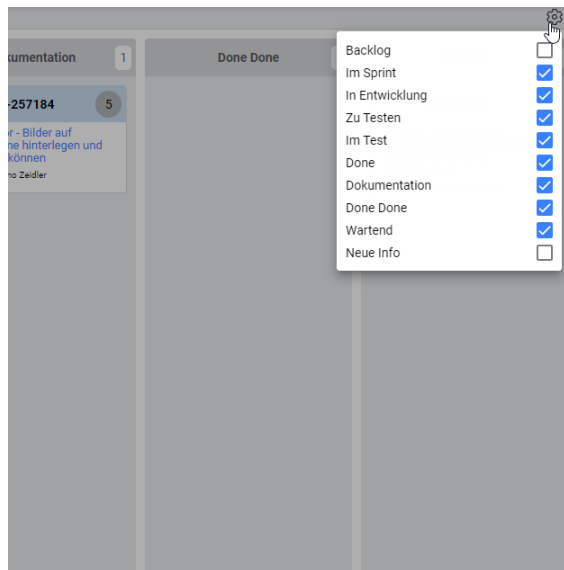 kumentation 1
Done Done
-257184 5
or - Bilder auf
ne hinterlegen und
können
no Zeidler
Backlog
Im Sprint
In Entwicklung
Zu Testen
Im Test
Done
Dokumentation
Done Done
Wartend
Neue Info